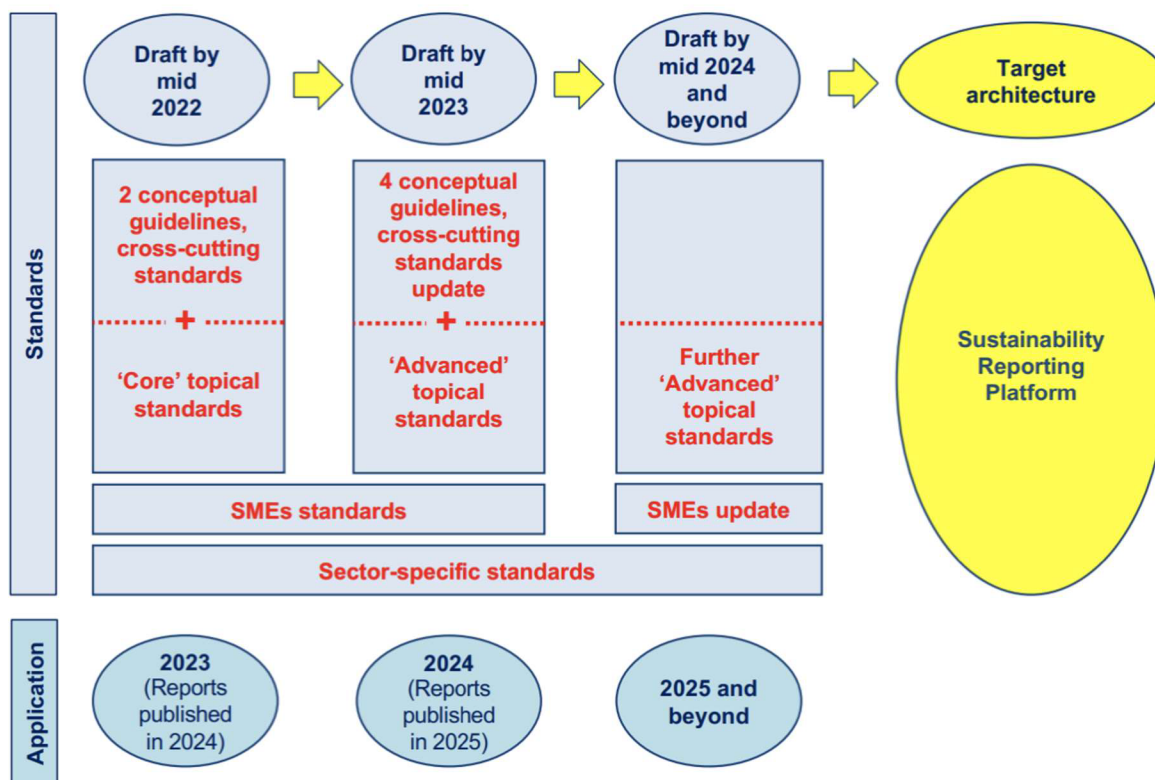 Standards
Draft by
mid
2022
Draft by
mid
2023
Draft by
mid 2024
and
beyond
Target
architecture
2 conceptual
guidelines,
cross-cutting
standards
+
‘Core’ topical
standards
4 conceptual
guidelines,
cross-cutting
standards
update
+
‘Advanced’
topical
standards
Further
‘Advanced’
topical
standards
Sustainability
Reporting
Platform
SMEs standards
SMEs update
Sector-specific standards
Application
2023
(Reports
published
in 2024)
2024
(Reports
published
in 2025)
2025 and
beyond